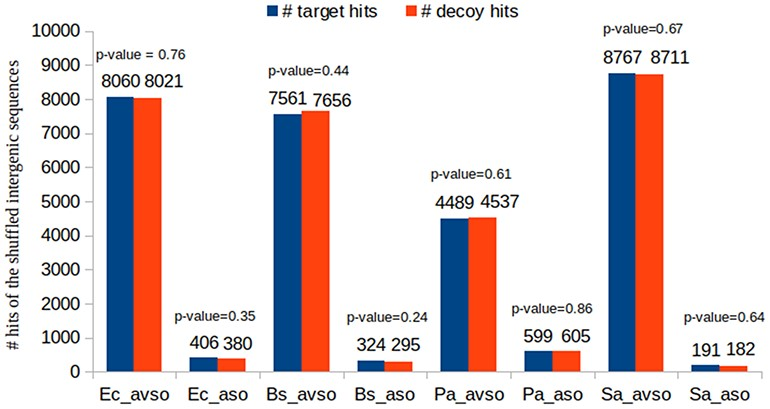 # target hits # decoy hits
# hits of the shuffled intergenic sequences
10000
9000
8000
7000
6000
5000
4000
3000
2000
1000
0
p-value = 0.76
8060 8021
p-value=0.35
406 380
p-value=0.44
7561 7656
p-value=0.24
324 295
p-value=0.61
4489 4537
p-value=0.86
599 605
p-value=0.67
8767 8711
p-value=0.64
191 182
Ec_avso Ec_aso Bs_avso Bs_aso Pa_avso Pa_aso Sa_avso Sa_aso